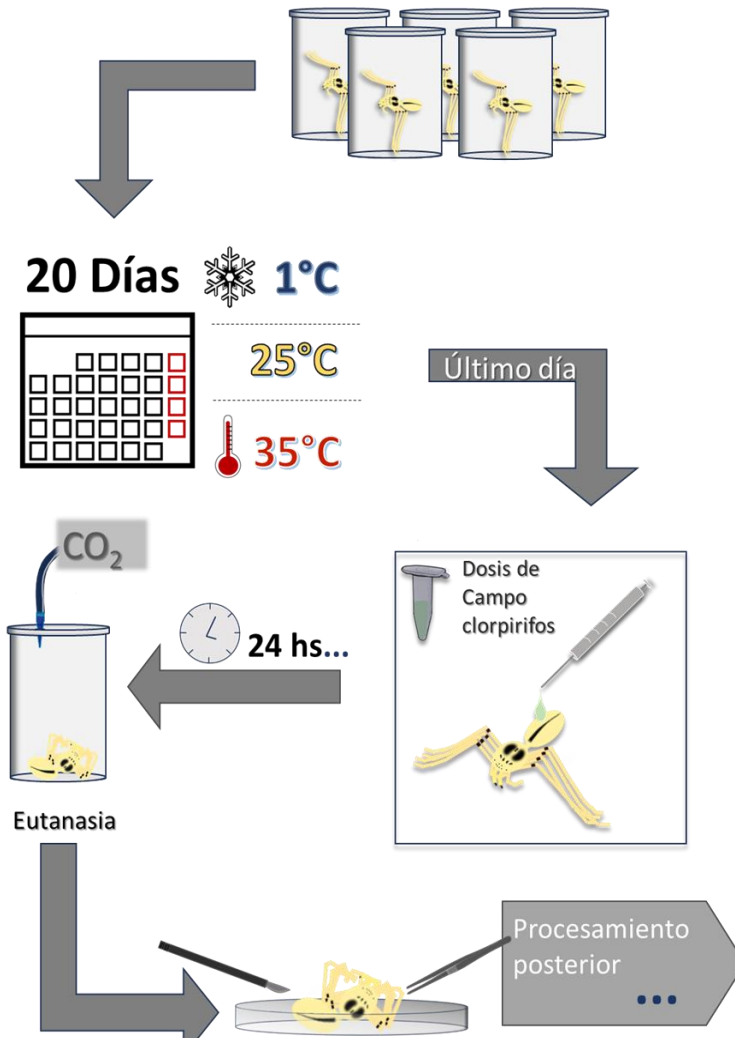 20 Días
1°C
25°C
35°C
Último día
Dosis de
Campo
clorpirifos
24 hs...
CO₂
Eutanasia
Procesamiento
posterior
...